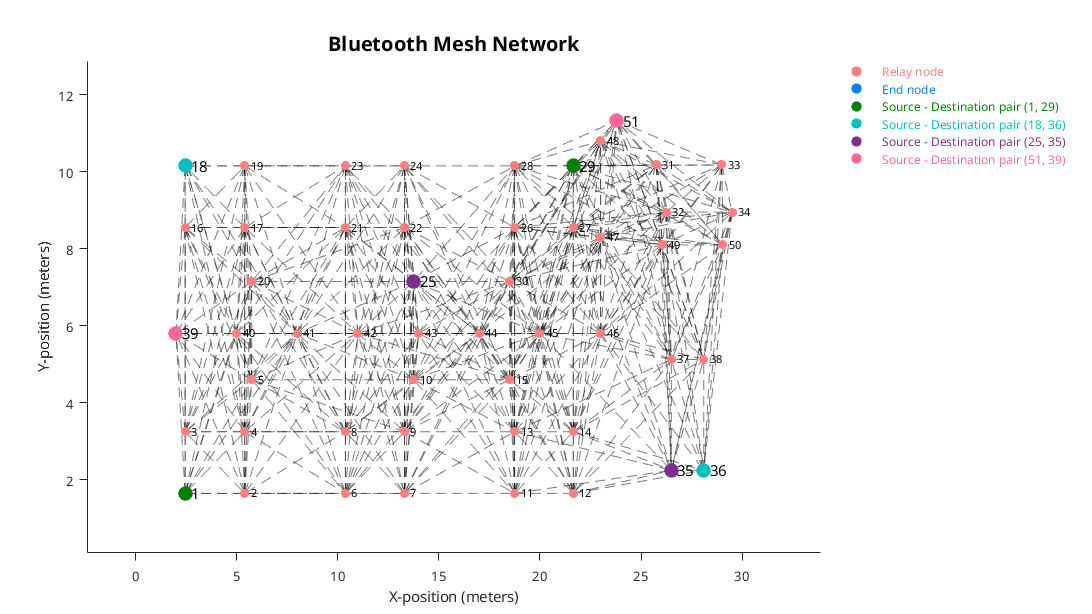 Bluetooth Mesh Network
Relay node
End node
Source - Destination pair (1, 29)
Source - Destination pair (18, 36)
Source - Destination pair (25, 35)
Source - Destination pair (51, 39)
12
10
8
6
4
2
Y-position (meters)
51
48
18 19 23 24 28 29 31 33
32 34
16 17 21 22 26 27
47 49 50
20 25 30
39 40 41 42 43 44 45 46
37 38
5 10 15
3 4 8 9 13 14
35 36
1 2 6 7 11 12
0 5 10 15 20 25 30
X-position (meters)